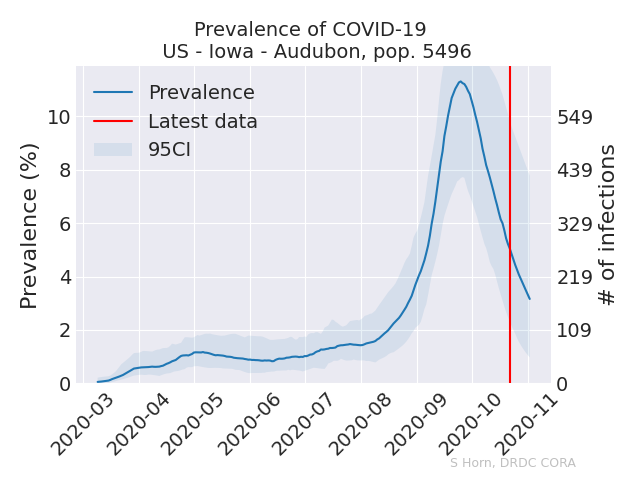 Prevalence of COVID-19
US - Iowa - Audubon, pop. 5496
Prevalence
Latest data
95CI
Prevalence (%)
10
8
6
4
2
0
549
439
329
219
109
0
# of infections
2020-03
2020-04
2020-05
2020-06
2020-07
2020-08
2020-09
2020-10
2020-11
S Horn, DRDC CORA